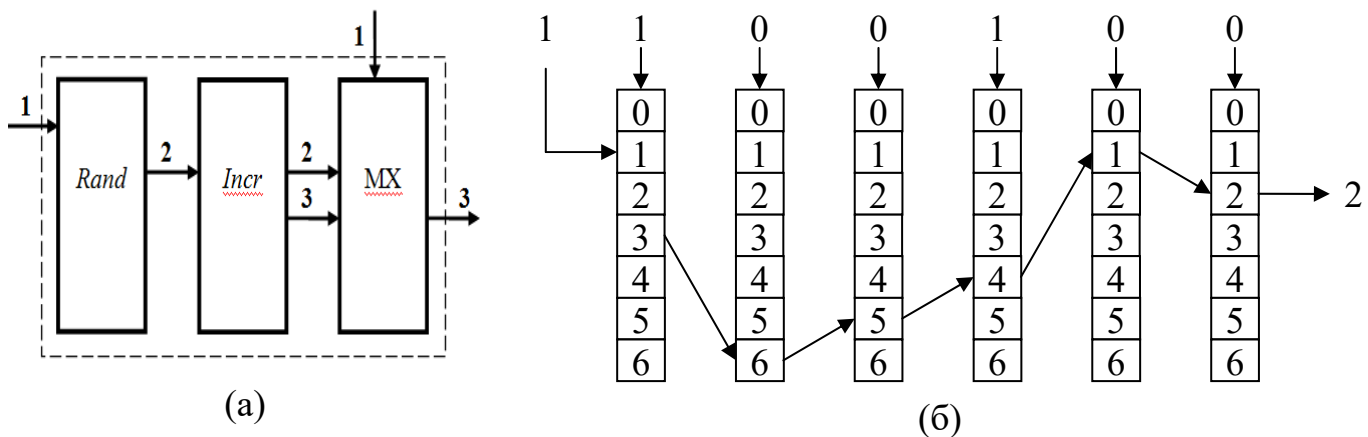 1
1
2
2
3
3
Rand
Incr
MX
(а)
1 1 0 0 1 0 0
0 0 0 0 0 0
1 1 1 1 1 1
2 2 2 2 2 2 2
3 3 3 3 3 3
4 4 4 4 4 4
5 5 5 5 5 5
6 6 6 6 6 6
(б)